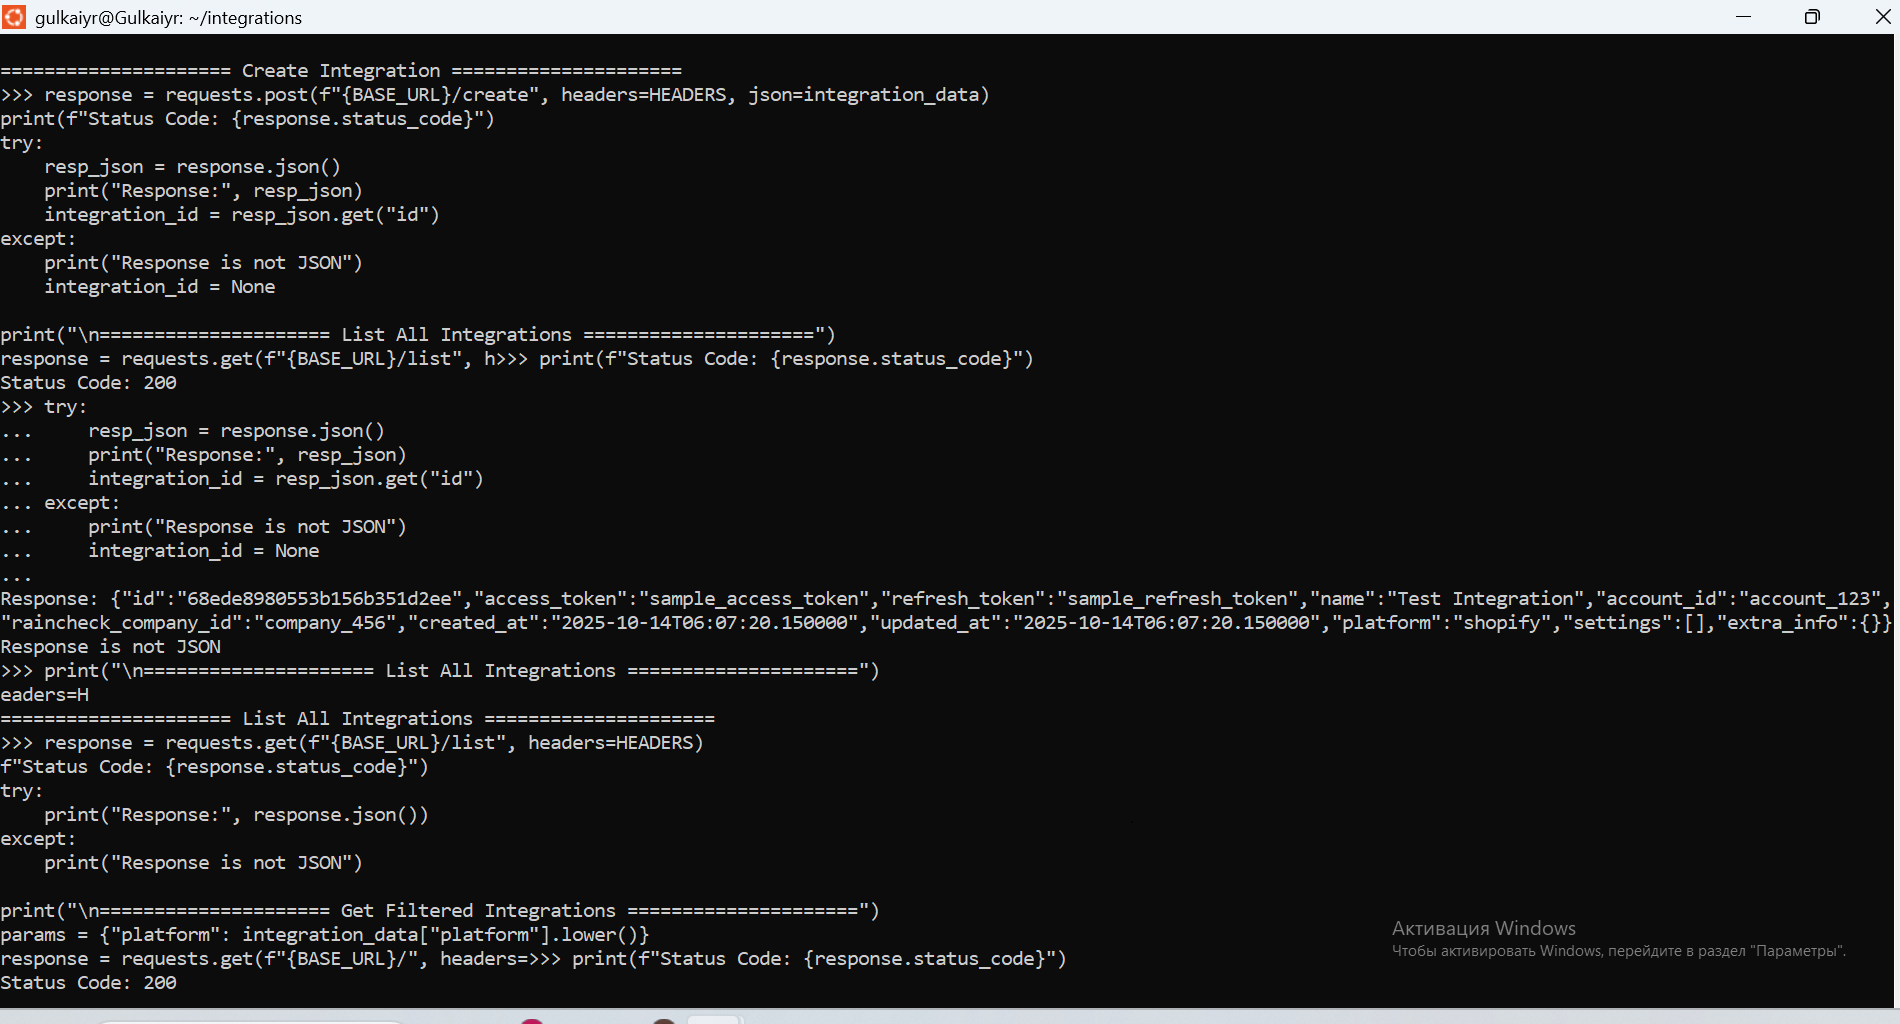 gulkaiyr@Gulkaiyr: ~/integrations
===================== Create Integration =====================
>>> response = requests.post(f"{BASE_URL}/create", headers=HEADERS, json=integration_data)
print(f"Status Code: {response.status_code}")
try:
    resp_json = response.json()
    print("Response:", resp_json)
    integration_id = resp_json.get("id")
except:
    print("Response is not JSON")
    integration_id = None
print("\n===================== List All Integrations =====================")
response = requests.get(f"{BASE_URL}/list", h>>> print(f"Status Code: {response.status_code}")
Status Code: 200
>>> try:
...     resp_json = response.json()
...     print("Response:", resp_json)
...     integration_id = resp_json.get("id")
... except:
...     print("Response is not JSON")
...     integration_id = None
...
Response: {"id":"68ede8980553b156b351d2ee","access_token":"sample_access_token","refresh_token":"sample_refresh_token","name":"Test Integration","account_id":"account_123",
"raincheck_company_id":"company_456","created_at":"2025-10-14T06:07:20.150000","updated_at":"2025-10-14T06:07:20.150000","platform":"shopify","settings":[],"extra_info":{}}
Response is not JSON
>>> print("\n===================== List All Integrations =====================")
eaders=H
===================== List All Integrations =====================
>>> response = requests.get(f"{BASE_URL}/list", headers=HEADERS)
f"Status Code: {response.status_code}")
try:
    print("Response:", response.json())
except:
    print("Response is not JSON")
print("\n===================== Get Filtered Integrations =====================")
params = {"platform": integration_data["platform"].lower()}
response = requests.get(f"{BASE_URL}/", headers=>>> print(f"Status Code: {response.status_code}")
Status Code: 200
Активация Windows
Чтобы активировать Windows, перейдите в раздел "Параметры".